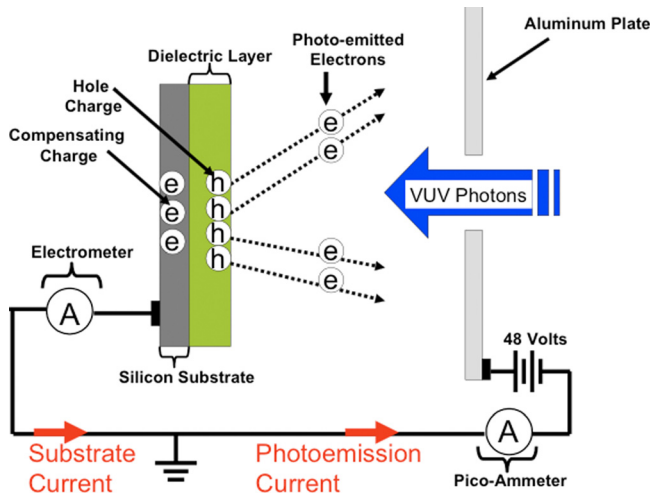 Aluminum Plate
Photo-emitted
Electrons
Dielectric Layer
Hole
Charge
Compensating
Charge
e
e
e
h
h
h
h
e
e
e
e
VUV Photons
Electrometer
A
Silicon Substrate
48 Volts
A
Substrate
Current
Photoemission
Current
Pico-Ammeter